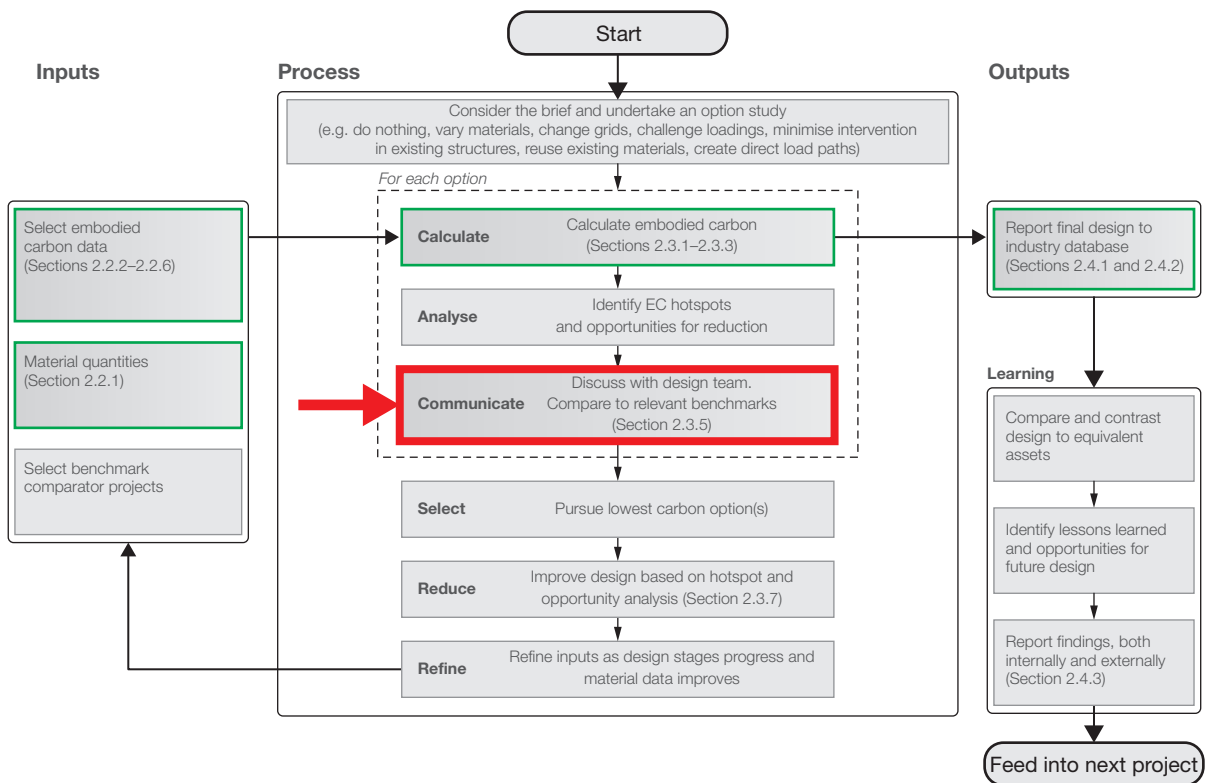 Start
Inputs
Process
Outputs
Consider the brief and undertake an option study
(e.g. do nothing, vary materials, change grids, challenge loadings, minimise intervention
in existing structures, reuse existing materials, create direct load paths)
For each option
Select embodied
carbon data
(Sections 2.2.2–2.2.6)
Material quantities
(Section 2.2.1)
Select benchmark
comparator projects
Calculate
Calculate embodied carbon
(Sections 2.3.1–2.3.3)
Analyse
Identify EC hotspots
and opportunities for reduction
Communicate
Discuss with design team.
Compare to relevant benchmarks
(Section 2.3.5)
Select
Pursue lowest carbon option(s)
Reduce
Improve design based on hotspot and
opportunity analysis (Section 2.3.7)
Refine
Refine inputs as design stages progress and
material data improves
Report final design to
industry database
(Sections 2.4.1 and 2.4.2)
Learning
Compare and contrast
design to equivalent
assets
Identify lessons learned
and opportunities for
future design
Report findings, both
internally and externally
(Section 2.4.3)
Feed into next project